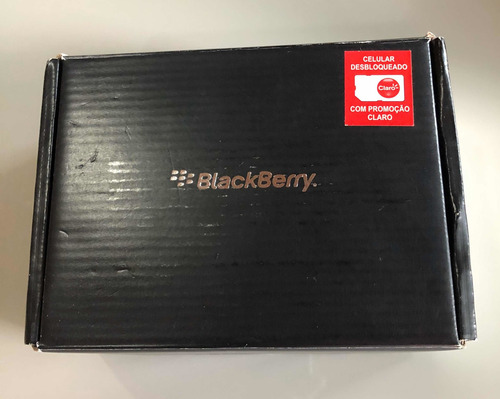 CELULAR
DESBLOQUEADO
Claro
COM PROMOÇÃO
CLARO
BlackBerry